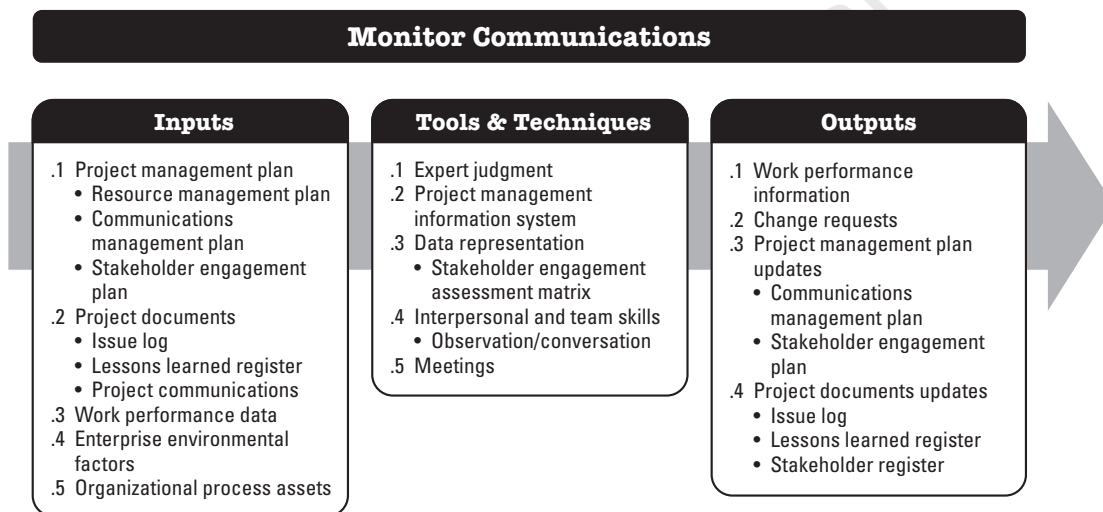 Monitor Communications
Inputs
.1 Project management plan
• Resource management plan
• Communications
management plan
• Stakeholder engagement
plan
.2 Project documents
• Issue log
• Lessons learned register
• Project communications
.3 Work performance data
.4 Enterprise environmental
factors
.5 Organizational process assets
Tools & Techniques
.1 Expert judgment
.2 Project management
information system
.3 Data representation
• Stakeholder engagement
assessment matrix
.4 Interpersonal and team skills
• Observation/conversation
.5 Meetings
Outputs
.1 Work performance
information
.2 Change requests
.3 Project management plan
updates
• Communications
management plan
• Stakeholder engagement
plan
.4 Project documents updates
• Issue log
• Lessons learned register
• Stakeholder register